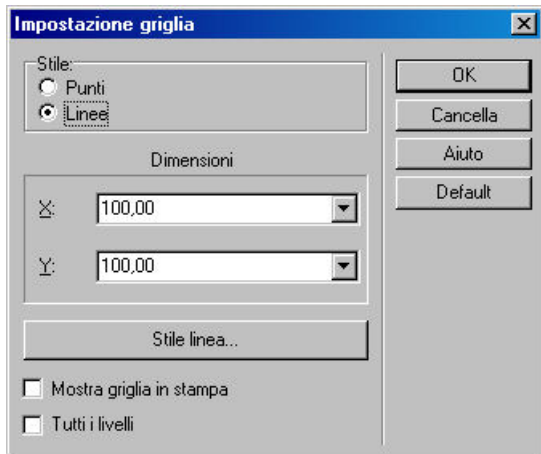 Impostazione griglia
Stile:
Punti
Linee
Dimensioni
X: 100,00
Y: 100,00
Stile linea...
Mostra griglia in stampa
Tutti i livelli
OK
Cancella
Aiuto
Default